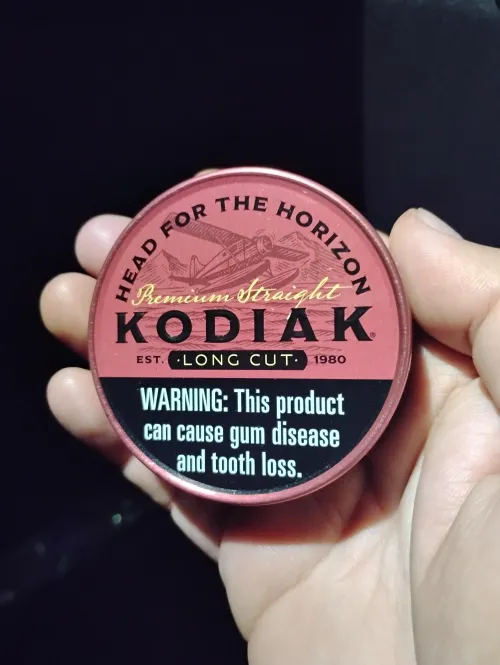 HEAD FOR THE HORIZON
Premium Straight
KODIAK®
EST. ·LONG CUT· 1980
WARNING: This product
can cause gum disease
and tooth loss.